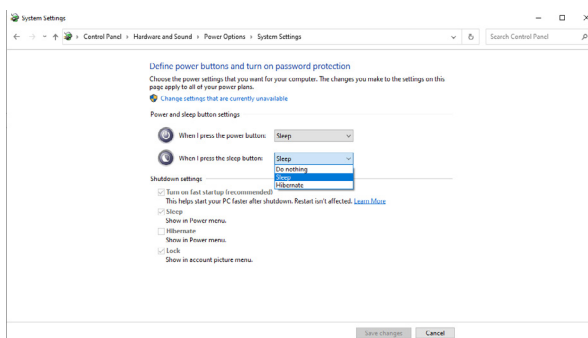 System Settings
Control Panel › Hardware and Sound › Power Options › System Settings
Search Control Panel
Define power buttons and turn on password protection
Choose the power settings that you want for your computer. The changes you make to the settings on this
page apply to all of your power plans.
Change settings that are currently unavailable
Power and sleep button settings
When I press the power button: Sleep
When I press the sleep button: Sleep
Do nothing
Sleep
Hibernate
Shutdown settings
Turn on fast startup (recommended)
This helps start your PC faster after shutdown. Restart isn't affected. Learn More
Sleep
Show in Power menu.
Hibernate
Show in Power menu.
Lock
Show in account picture menu.
Save changes Cancel